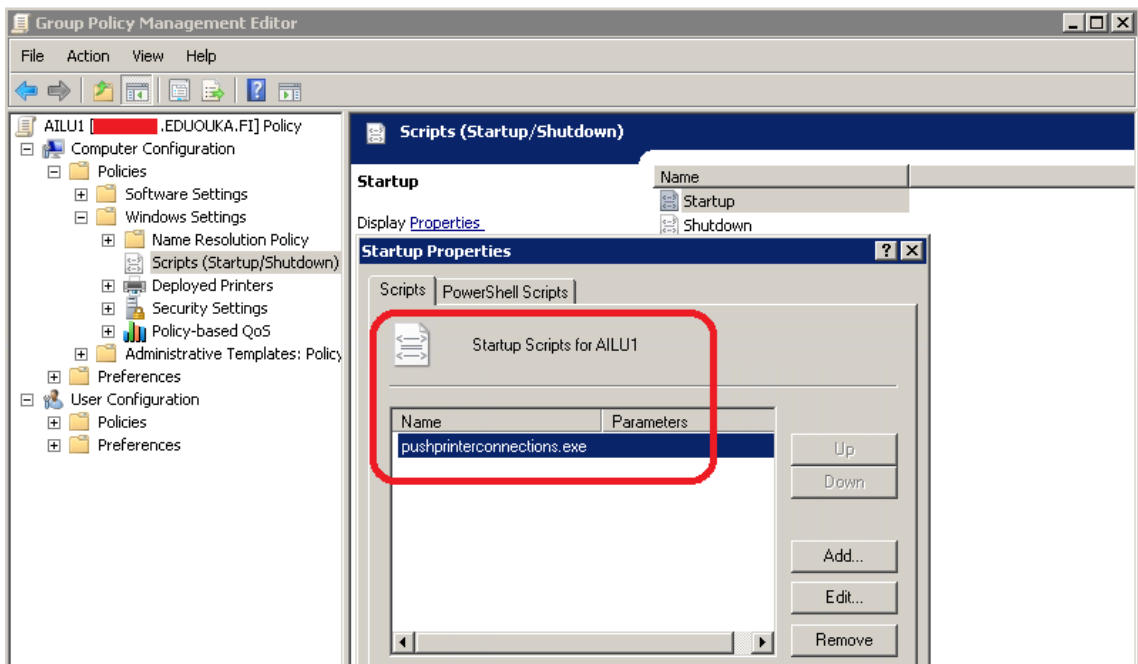 Group Policy Management Editor
File Action View Help
AILU1 [ .EDUOUKA.FI] Policy
Computer Configuration
Policies
Software Settings
Windows Settings
Name Resolution Policy
Scripts (Startup/Shutdown)
Deployed Printers
Security Settings
Policy-based QoS
Administrative Templates: Policy
Preferences
User Configuration
Policies
Preferences
Scripts (Startup/Shutdown)
Startup
Display Properties
Name
Startup
Shutdown
Startup Properties
Scripts PowerShell Scripts
Startup Scripts for AILU1
Name Parameters
pushprinterconnections.exe
Up
Down
Add...
Edit...
Remove